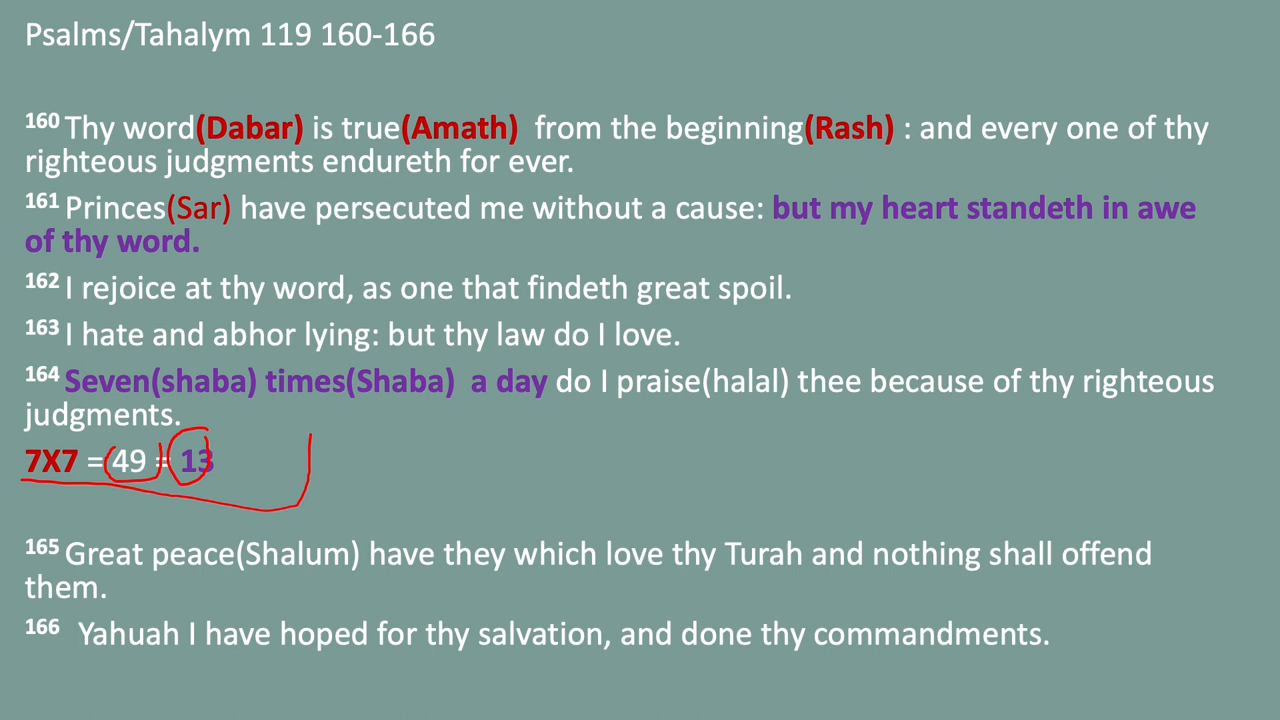 Psalms/Tahalym 119 160-166
160 Thy word(Dabar) is true(Amath) from the beginning(Rash) : and every one of thy
righteous judgments endureth for ever.
161 Princes(Sar) have persecuted me without a cause: but my heart standeth in awe
of thy word.
162 I rejoice at thy word, as one that findeth great spoil.
163 I hate and abhor lying: but thy law do I love.
164 Seven(shaba) times(Shaba) a day do I praise(halal) thee because of thy righteous
judgments.
7X7 = 49 = 13
165 Great peace(Shalum) have they which love thy Turah and nothing shall offend
them.
166 Yahuah I have hoped for thy salvation, and done thy commandments.